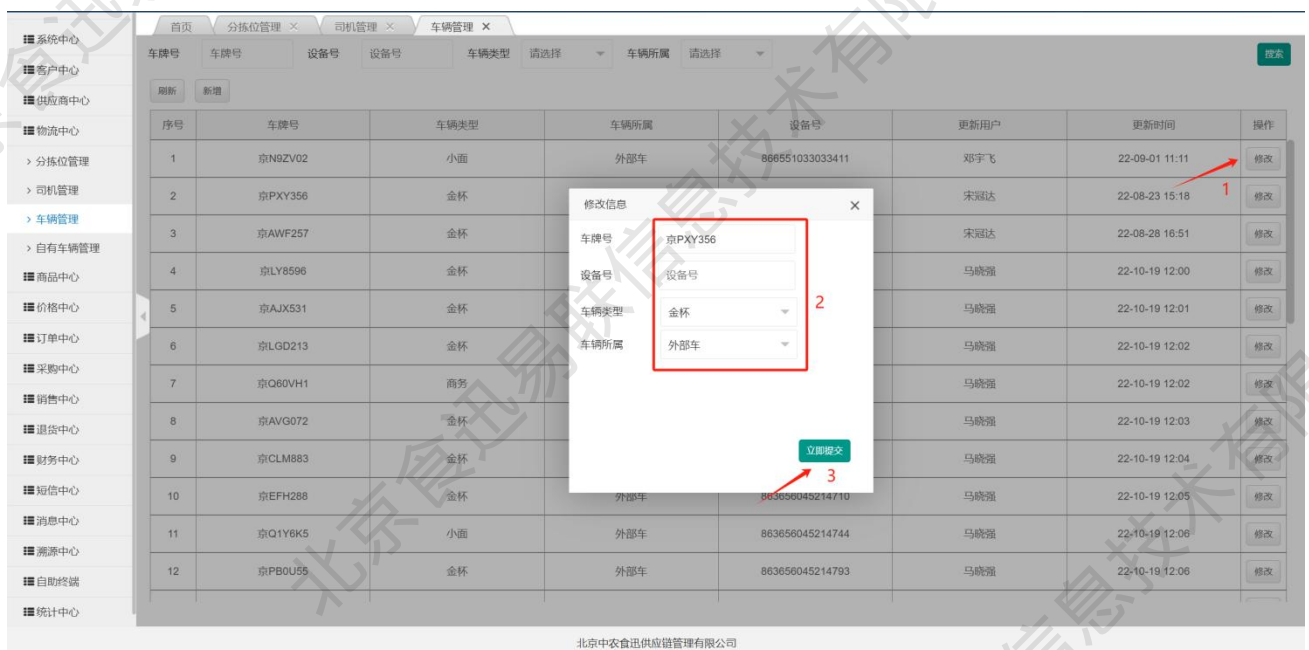 首页 分拣位管理 × 司机管理 × 车辆管理 ×
系统中心
客户中心
供应商中心
物流中心
> 分拣位管理
> 司机管理
> 车辆管理
> 自有车辆管理
商品中心
价格中心
订单中心
采购中心
销售中心
退货中心
财务中心
短信中心
消息中心
溯源中心
自助终端
统计中心
车牌号 车牌号 设备号 设备号 车辆类型 请选择 车辆所属 请选择 搜索
刷新 新增
序号 车牌号 车辆类型 车辆所属 设备号 更新用户 更新时间 操作
1 京N9ZV02 小面 外部车 866551033033411 邓宇飞 22-09-01 11:11 修改
2 京PXY356 金杯 宋冠达 22-08-23 15:18 修改
3 京AWF257 金杯 宋冠达 22-08-28 16:51 修改
4 京LY8596 金杯 马晓强 22-10-19 12:00 修改
5 京AJX531 金杯 马晓强 22-10-19 12:01 修改
6 京LGD213 金杯 马晓强 22-10-19 12:02 修改
7 京Q60VH1 商务 马晓强 22-10-19 12:02 修改
8 京AVG072 金杯 马晓强 22-10-19 12:03 修改
9 京CLM883 金杯 马晓强 22-10-19 12:04 修改
10 京EFH288 金杯 外部车 863656045214710 马晓强 22-10-19 12:05 修改
11 京Q1Y6K5 小面 外部车 863656045214744 马晓强 22-10-19 12:06 修改
12 京PB0U55 金杯 外部车 863656045214793 马晓强 22-10-19 12:06 修改
1
修改信息 ×
车牌号 京PXY356
设备号 设备号
车辆类型 金杯
车辆所属 外部车
2
立即提交
3
北京中农食迅供应链管理有限公司
北京食迅易联信息技术有限